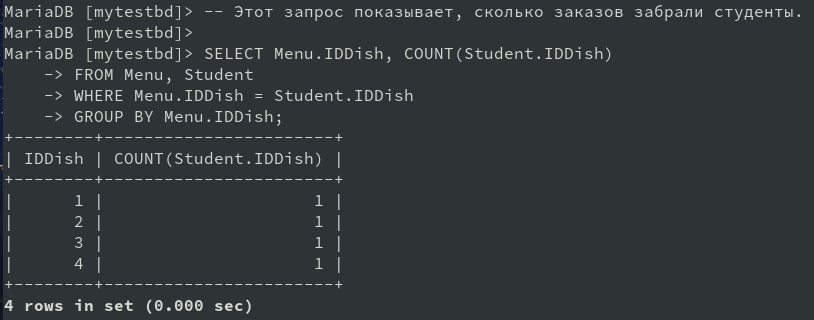 MariaDB [mytestbd]> -- Этот запрос показывает, сколько заказов забрали студенты.
MariaDB [mytestbd]>
MariaDB [mytestbd]> SELECT Menu.IDDish, COUNT(Student.IDDish)
    -> FROM Menu, Student
    -> WHERE Menu.IDDish = Student.IDDish
    -> GROUP BY Menu.IDDish;
+--------+-----------------------+
| IDDish | COUNT(Student.IDDish) |
+--------+-----------------------+
|      1 |                     1 |
|      2 |                     1 |
|      3 |                     1 |
|      4 |                     1 |
+--------+-----------------------+
4 rows in set (0.000 sec)